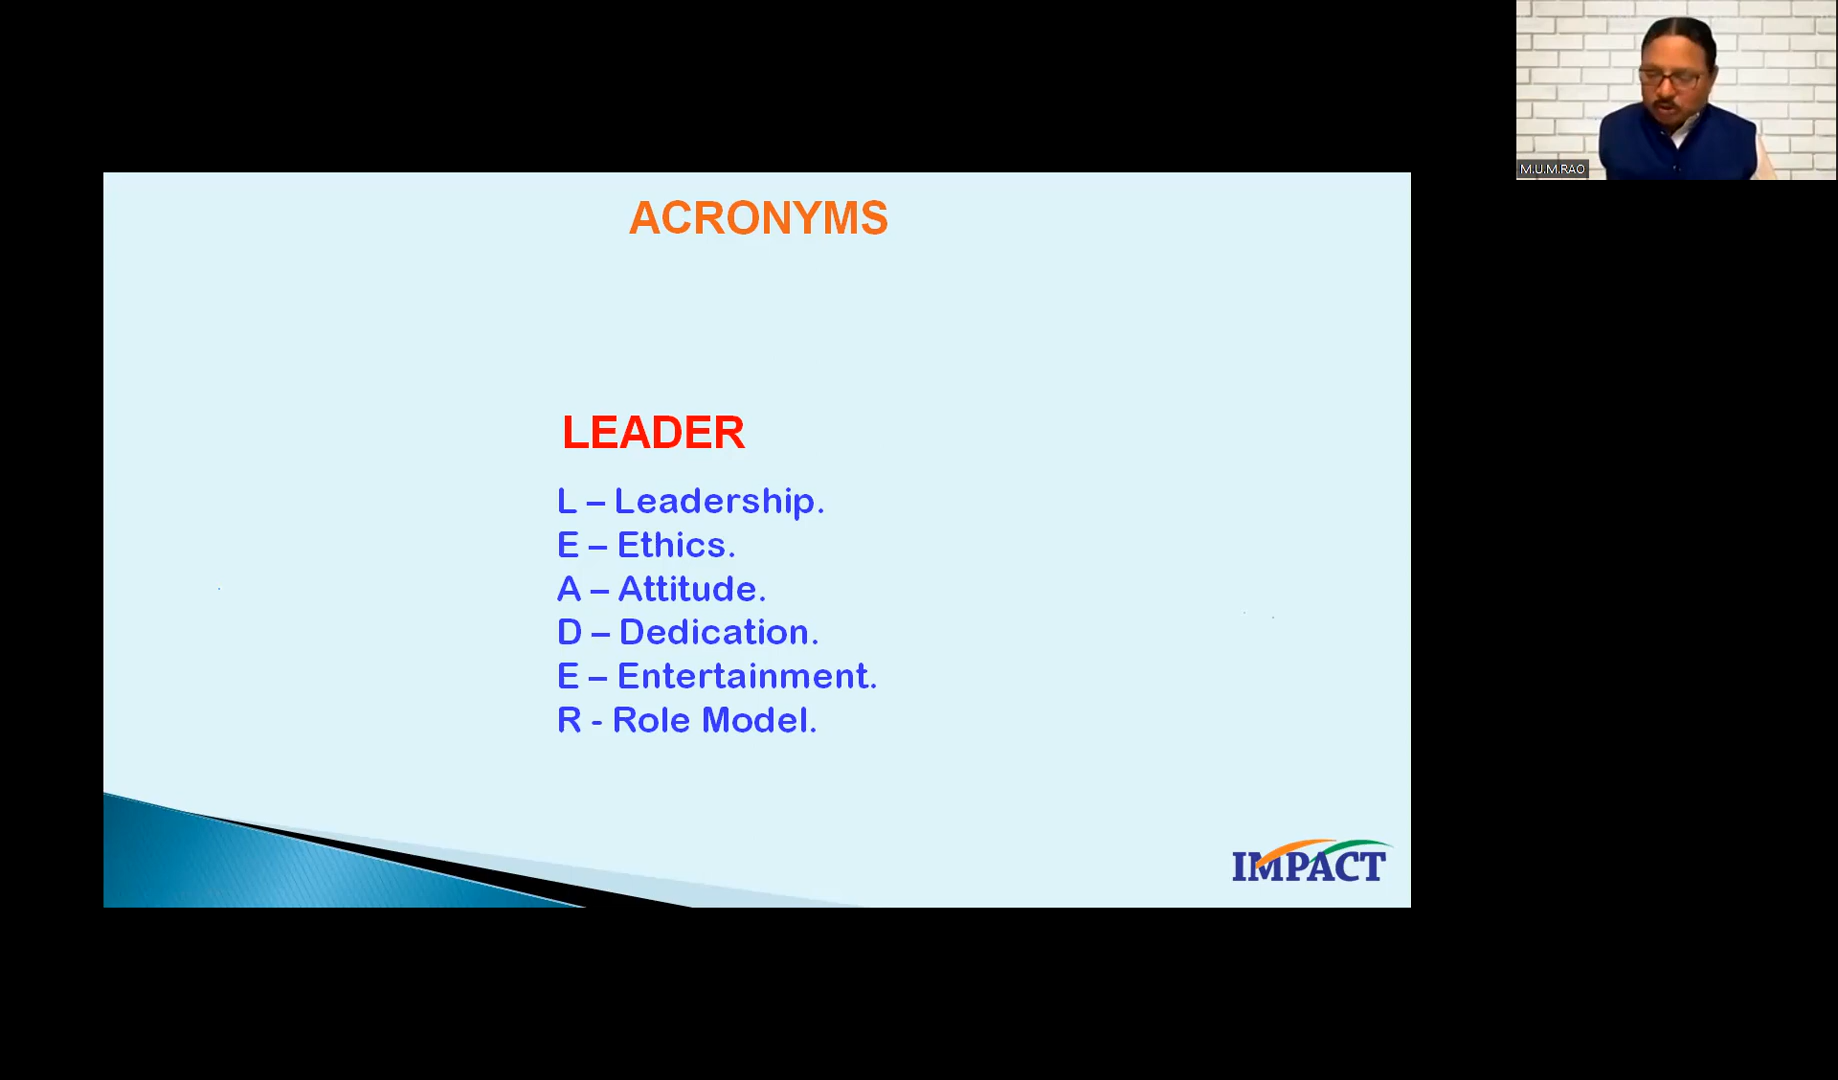 M.U.M.RAO
ACRONYMS
LEADER
L – Leadership.
E – Ethics.
A – Attitude.
D – Dedication.
E – Entertainment.
R - Role Model.
IMPACT